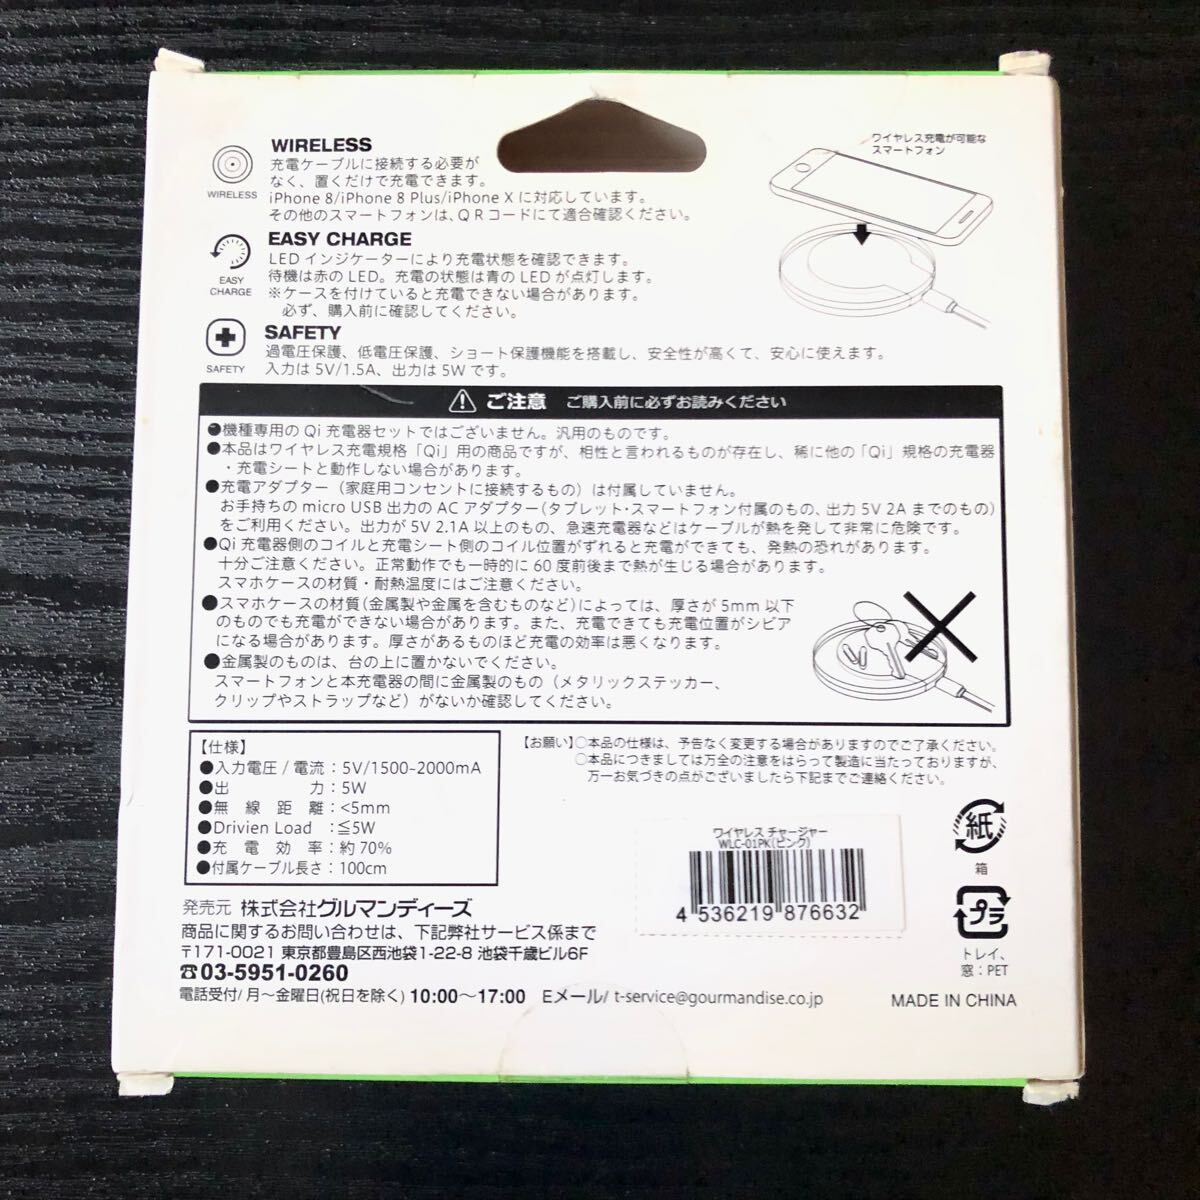 WIRELESS
WIRELESS
充電ケーブルに接続する必要が
なく、置くだけで充電できます。
iPhone 8/iPhone 8 Plus/iPhone X に対応しています。
その他のスマートフォンは、QRコードにて適合確認ください。
ワイヤレス充電が可能な
スマートフォン
EASY
CHARGE
EASY CHARGE
LED インジケーターにより充電状態を確認できます。
待機は赤のLED。充電の状態は青のLEDが点灯します。
※ケースを付けていると充電できない場合があります。
必ず、購入前に確認してください。
SAFETY
SAFETY
過電圧保護、低電圧保護、ショート保護機能を搭載し、安全性が高くて、安心に使えます。
入力は 5V/1.5A、出力は 5W です。
ご注意 ご購入前に必ずお読みください
●機種専用の Qi 充電器セットではございません。汎用のものです。
●本品はワイヤレス充電規格「Qi」用の商品ですが、相性と言われるものが存在し、稀に他の「Qi」規格の充電器
・充電シートと動作しない場合があります。
●充電アダプター（家庭用コンセントに接続するもの）は付属していません。
お手持ちの micro USB 出力の AC アダプター（タブレット・スマートフォン付属のもの、出力 5V 2A までのもの）
をご利用ください。出力が 5V 2.1A 以上のもの、急速充電器などはケーブルが熱を発して非常に危険です。
●Qi 充電器側のコイルと充電シート側のコイル位置がずれると充電ができても、発熱の恐れがあります。
十分ご注意ください。正常動作でも一時的に 60 度前後まで熱が生じる場合があります。
スマホケースの材質・耐熱温度にはご注意ください。
●スマホケースの材質（金属製や金属を含むものなど）によっては、厚さが 5mm 以下
のものでも充電ができない場合があります。また、充電できても充電位置がシビア
になる場合があります。厚さがあるものほど充電の効率は悪くなります。
●金属製のものは、台の上に置かないでください。
スマートフォンと本充電器の間に金属製のもの（メタリックステッカー、
クリップやストラップなど）がないか確認してください。
【仕様】
●入力電圧 / 電流：5V/1500~2000mA
●出　　　　力：5W
●無 線 距 離：<5mm
●Drivien Load ：≦5W
●充 電 効 率：約 70%
●付属ケーブル長さ：100cm
【お願い】○本品の仕様は、予告なく変更する場合がありますのでご了承ください。
○本品につきましては万全の注意をはらって製造に当たっておりますが、
万一お気づきの点がございましたら下記までご連絡ください。
ワイヤレス チャージャー
WLC-01PK(ピンク)
4 536219 876632
紙
箱
プラ
トレイ、
窓：PET
発売元 株式会社グルマンディーズ
商品に関するお問い合わせは、下記弊社サービス係まで
〒171-0021 東京都豊島区西池袋1-22-8 池袋千歳ビル6F
☎03-5951-0260
電話受付/ 月～金曜日(祝日を除く) 10:00～17:00 Eメール/ t-service@gourmandise.co.jp
MADE IN CHINA